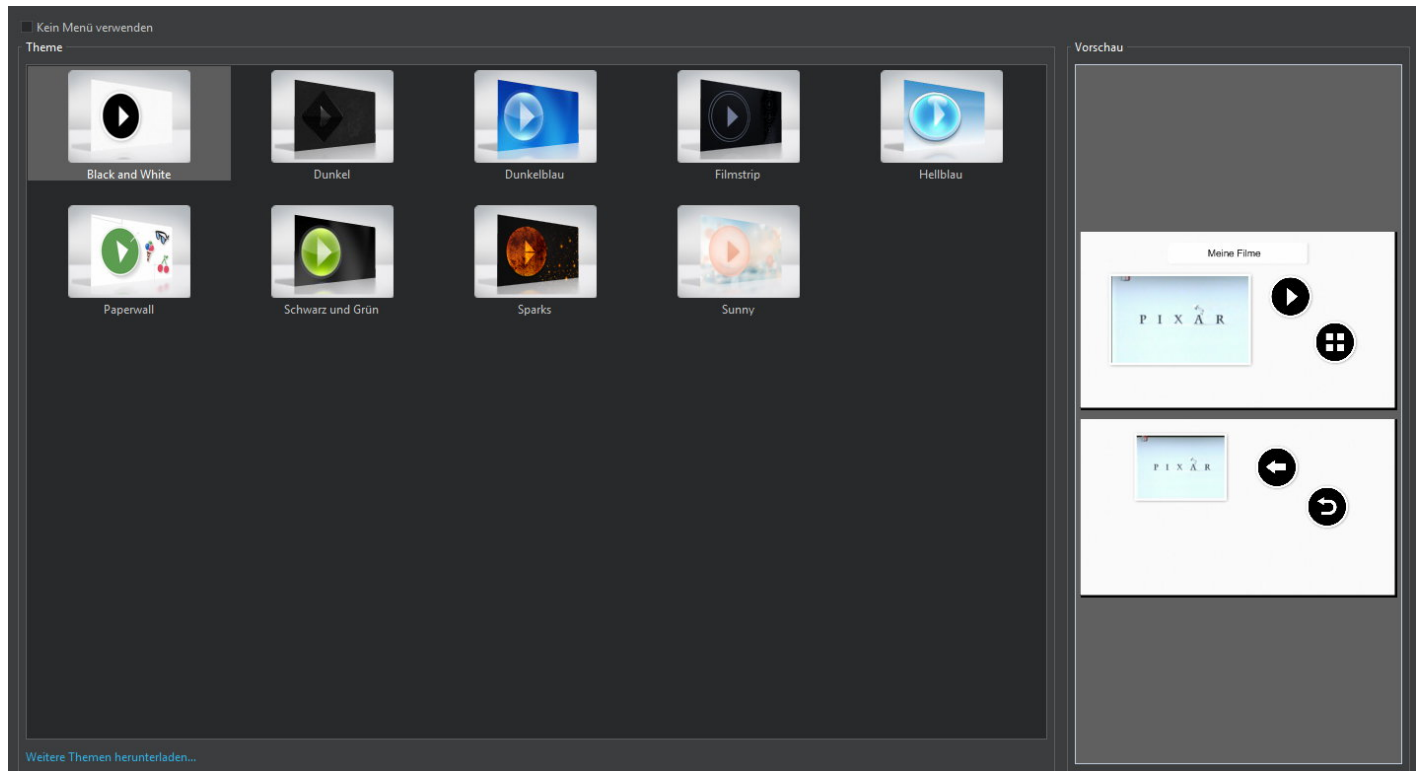 Kein Menü verwenden
Theme
Black and White
Dunkel
Dunkelblau
Filmstrip
Hellblau
Paperwall
Schwarz und Grün
Sparks
Sunny
Weitere Themen herunterladen...
Vorschau
Meine Filme
PIXAR
PIXAR